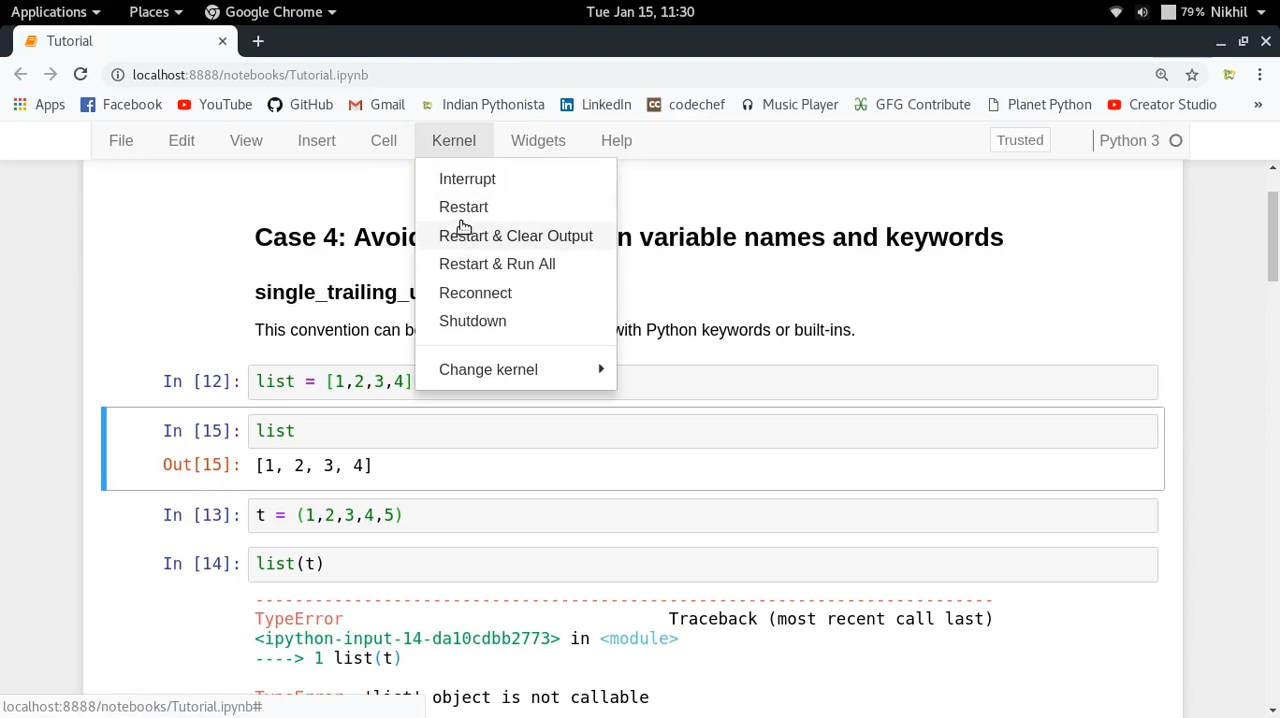 Applications Places Google Chrome Tue Jan 15, 11:30 79% Nikhil
Tutorial
localhost:8888/notebooks/Tutorial.ipynb
Apps Facebook YouTube GitHub Gmail Indian Pythonista LinkedIn codechef Music Player GFG Contribute Planet Python Creator Studio »
File Edit View Insert Cell Kernel Widgets Help Trusted Python 3
Interrupt
Restart
Restart & Clear Output
Restart & Run All
Reconnect
Shutdown
Change kernel
Case 4: Avoid n variable names and keywords
single_trailing_u
This convention can be with Python keywords or built-ins.
In [12]: list = [1,2,3,4]
In [15]: list
Out[15]: [1, 2, 3, 4]
In [13]: t = (1,2,3,4,5)
In [14]: list(t)
---------------------------------------------------------------------------
TypeError Traceback (most recent call last)
<ipython-input-14-da10cdbb2773> in <module>
----> 1 list(t)
TypeError 'list' object is not callable
localhost:8888/notebooks/Tutorial.ipynb#